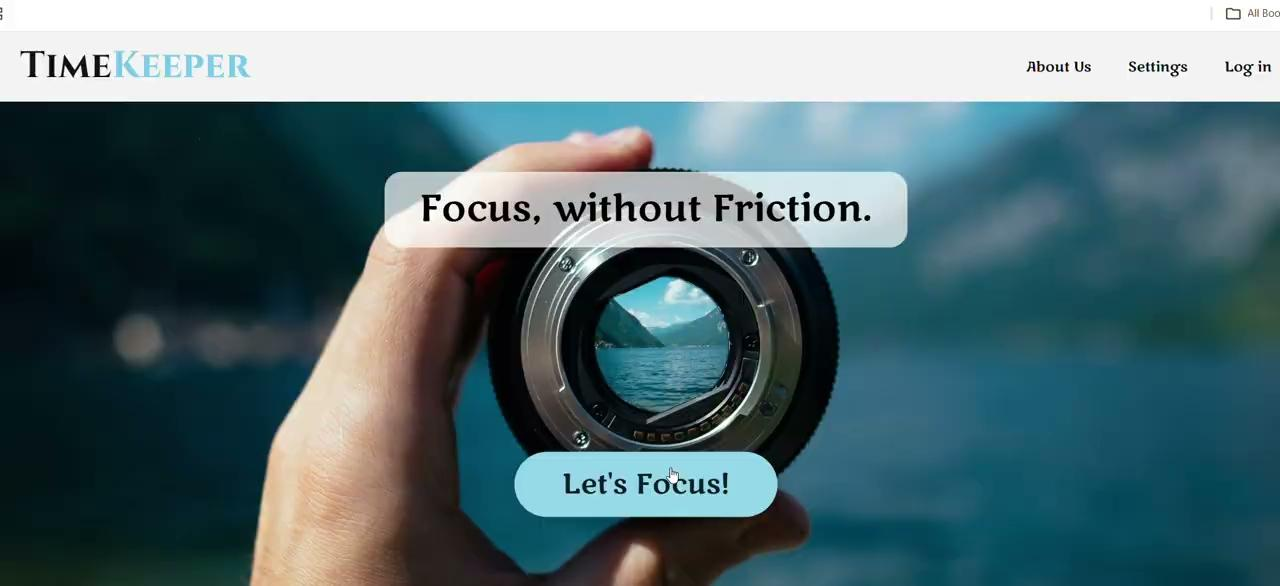 All Boo
TIMEKEEPER
About Us
Settings
Log in
Focus, without Friction.
Let's Focus!